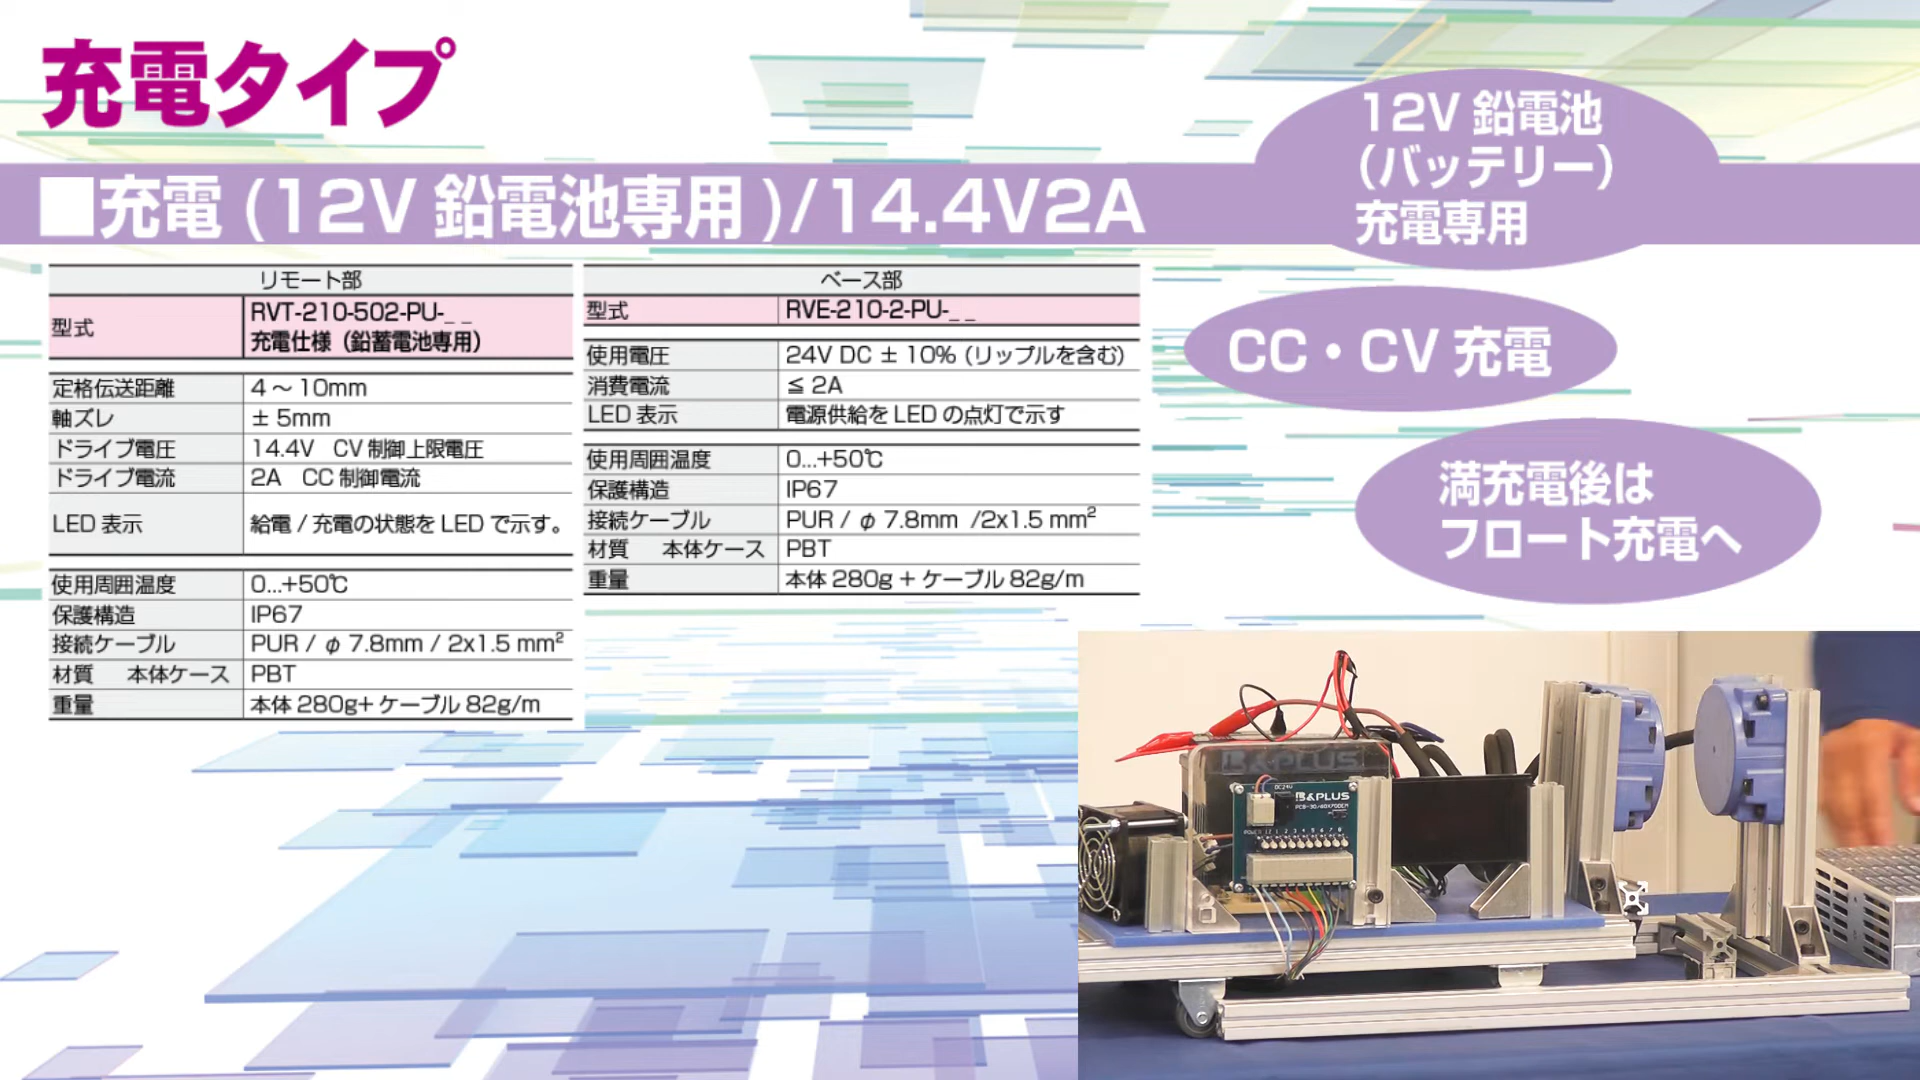 充電タイプ
■充電(12V 鉛電池専用)/14.4V2A
12V 鉛電池
(バッテリー)
充電専用
CC・CV 充電
満充電後は
フロート充電へ
リモート部
型式 RVT-210-502-PU-_ _
充電仕様（鉛蓄電池専用）
定格伝送距離 4 〜 10mm
軸ズレ ± 5mm
ドライブ電圧 14.4V CV 制御上限電圧
ドライブ電流 2A CC 制御電流
LED 表示 給電 / 充電の状態を LED で示す。
使用周囲温度 0...+50℃
保護構造 IP67
接続ケーブル PUR / φ 7.8mm / 2x1.5 mm²
材質 本体ケース PBT
重量 本体 280g+ ケーブル 82g/m
ベース部
型式 RVE-210-2-PU-_ _
使用電圧 24V DC ± 10% (リップルを含む)
消費電流 ≦ 2A
LED 表示 電源供給を LED の点灯で示す
使用周囲温度 0...+50℃
保護構造 IP67
接続ケーブル PUR / φ 7.8mm /2x1.5 mm²
材質 本体ケース PBT
重量 本体 280g + ケーブル 82g/m
B&PLUS
DC24V
B&PLUS